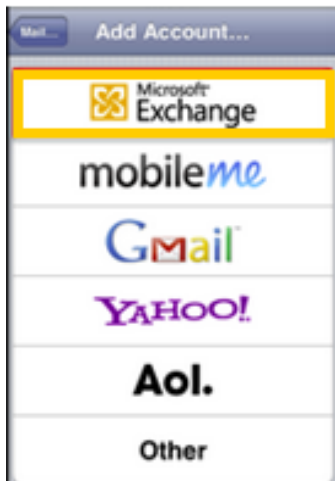 Mail...
Add Account...
Microsoft
Exchange
mobileme
Gmail
YAHOO!
Aol.
Other